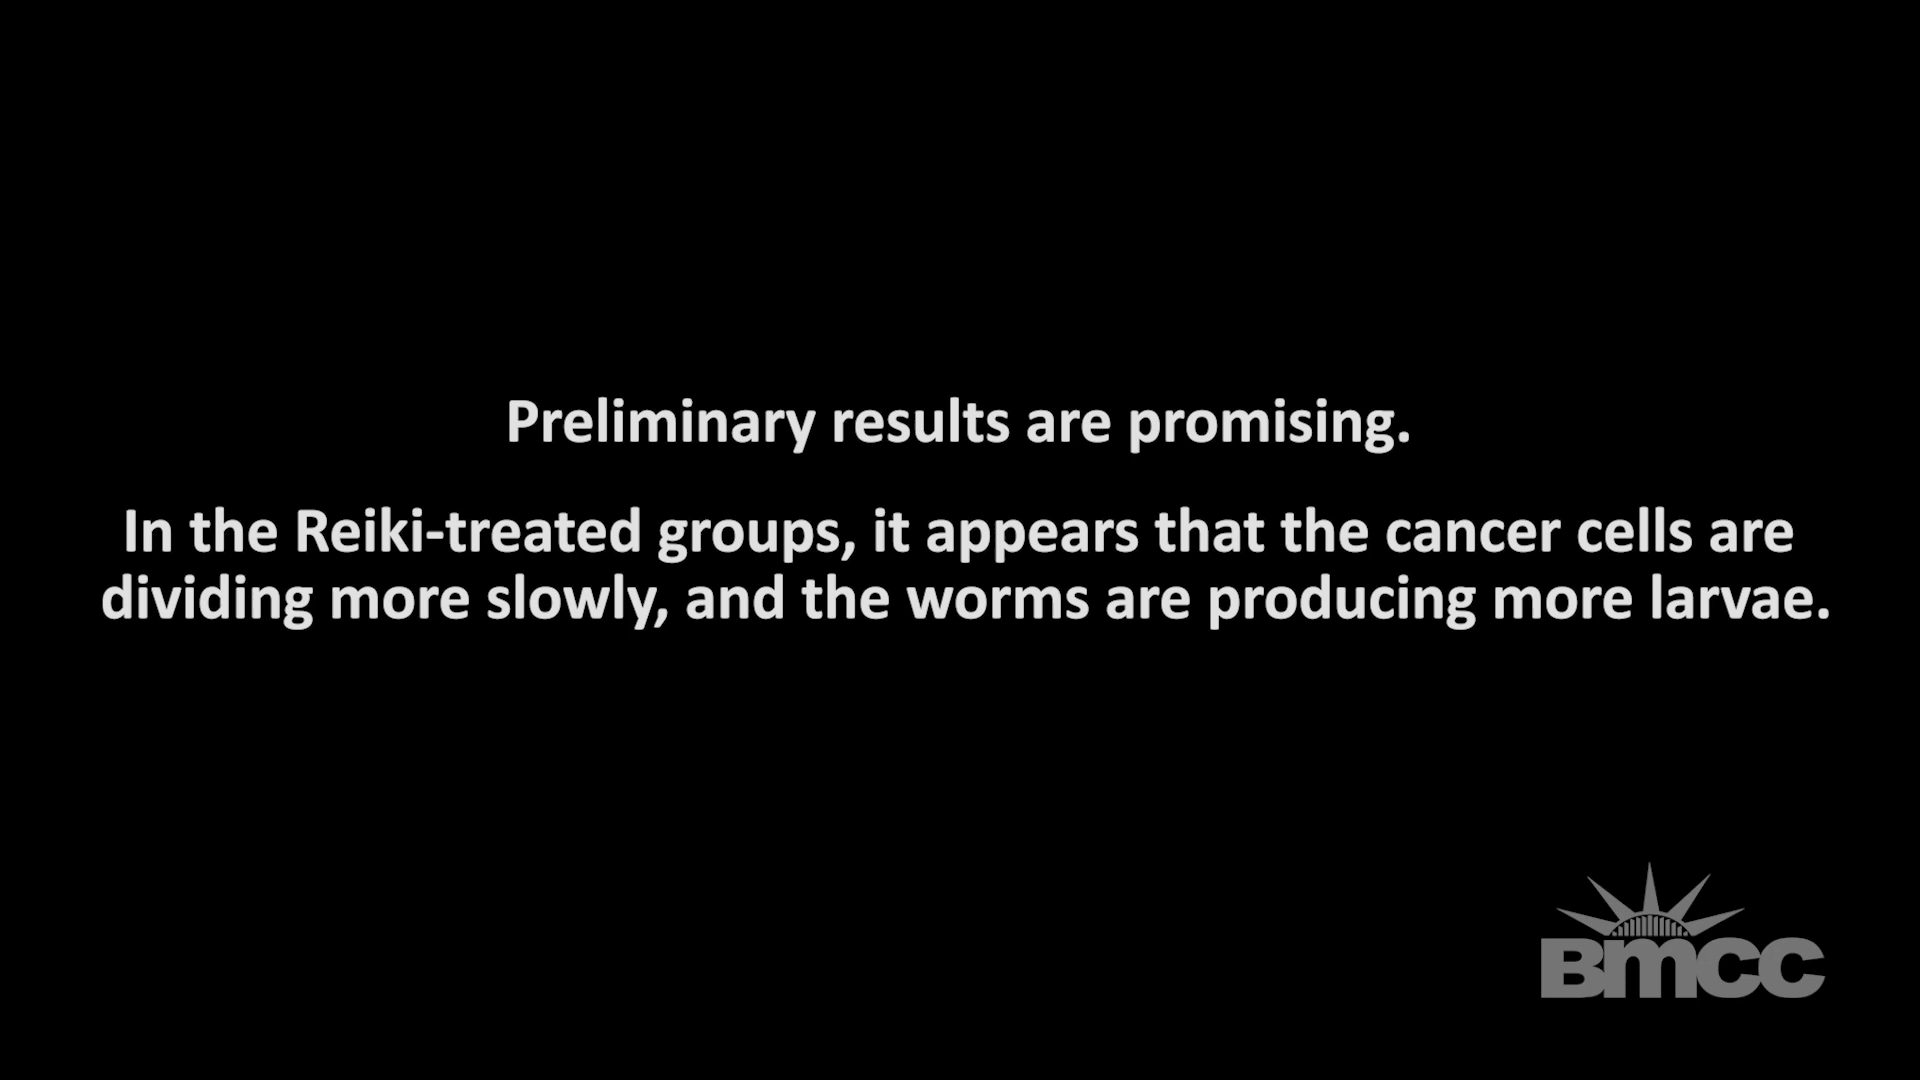 Preliminary results are promising.
In the Reiki-treated groups, it appears that the cancer cells are
dividing more slowly, and the worms are producing more larvae.
BMCC